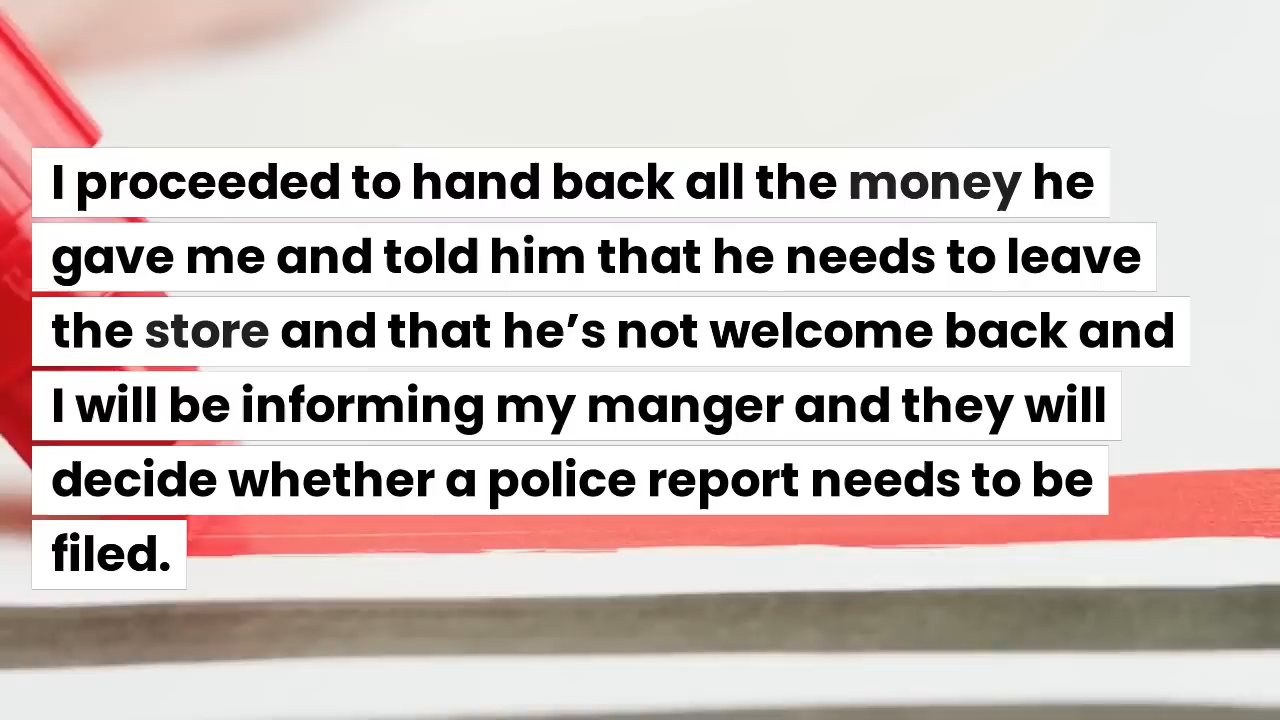 I proceeded to hand back all the money he
gave me and told him that he needs to leave
the store and that he’s not welcome back and
I will be informing my manger and they will
decide whether a police report needs to be
filed.